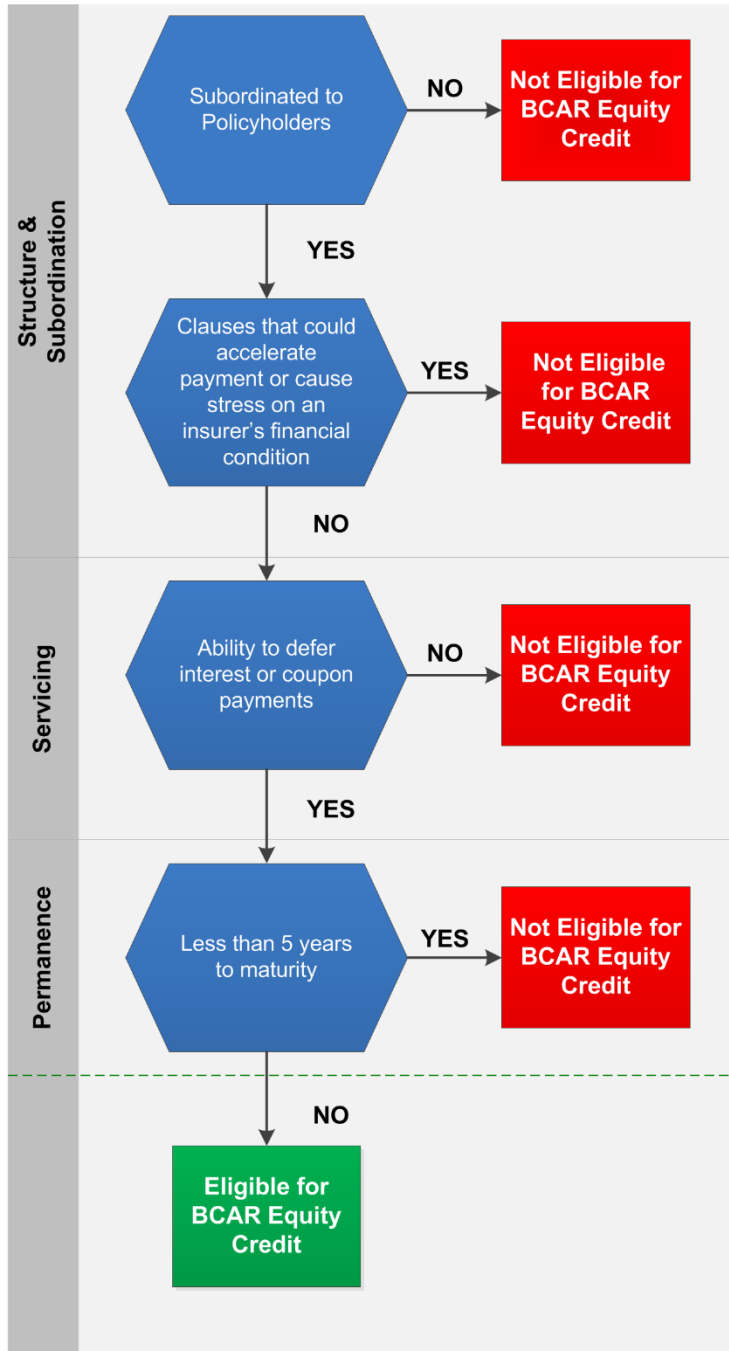 Structure &
Subordination
Subordinated to
Policyholders
NO
Not Eligible for
BCAR Equity
Credit
YES
Clauses that could
accelerate
payment or cause
stress on an
insurer’s financial
condition
YES
Not Eligible
for BCAR
Equity Credit
NO
Servicing
Ability to defer
interest or coupon
payments
NO
Not Eligible for
BCAR Equity
Credit
YES
Permanence
Less than 5 years
to maturity
YES
Not Eligible for
BCAR Equity
Credit
NO
Eligible for
BCAR Equity
Credit